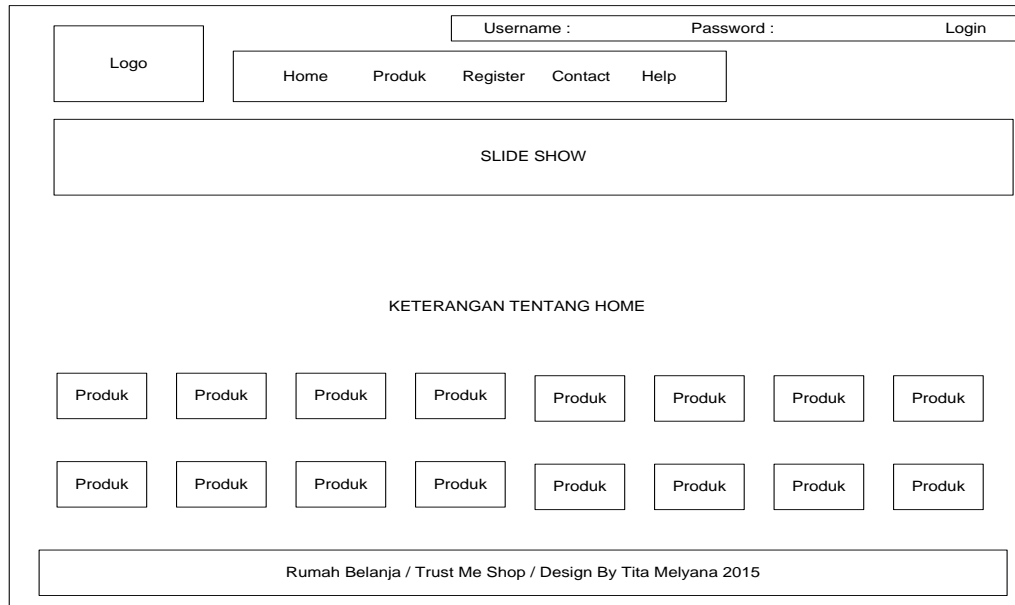 Username : Password : Login
Logo
Home Produk Register Contact Help
SLIDE SHOW
KETERANGAN TENTANG HOME
Produk Produk Produk Produk Produk Produk Produk Produk
Produk Produk Produk Produk Produk Produk Produk Produk
Rumah Belanja / Trust Me Shop / Design By Tita Melyana 2015